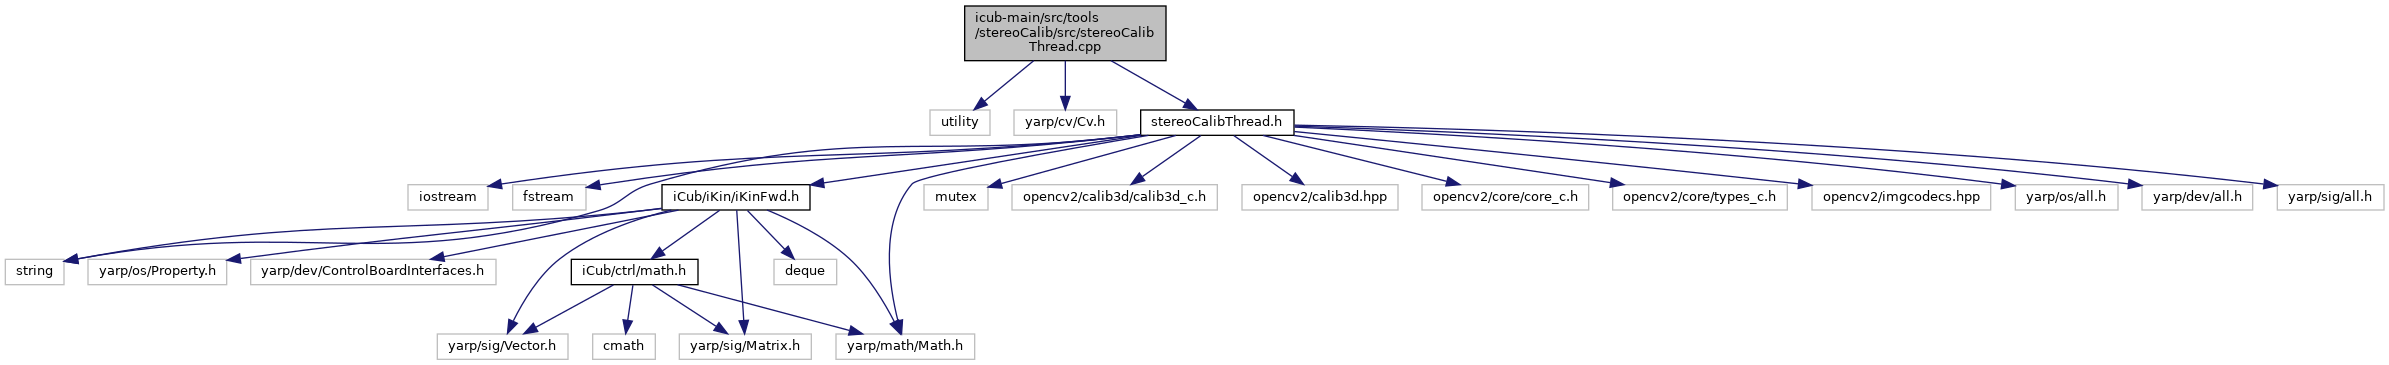 icub-main/src/tools
/stereoCalib/src/stereoCalib
Thread.cpp
utility
yarp/cv/Cv.h
stereoCalibThread.h
iostream
fstream
iCub/iKin/iKinFwd.h
mutex
opencv2/calib3d/calib3d_c.h
opencv2/calib3d.hpp
opencv2/core/core_c.h
opencv2/core/types_c.h
opencv2/imgcodecs.hpp
yarp/os/all.h
yarp/dev/all.h
yarp/sig/all.h
string
yarp/os/Property.h
yarp/dev/ControlBoardInterfaces.h
iCub/ctrl/math.h
deque
yarp/sig/Vector.h
cmath
yarp/sig/Matrix.h
yarp/math/Math.h